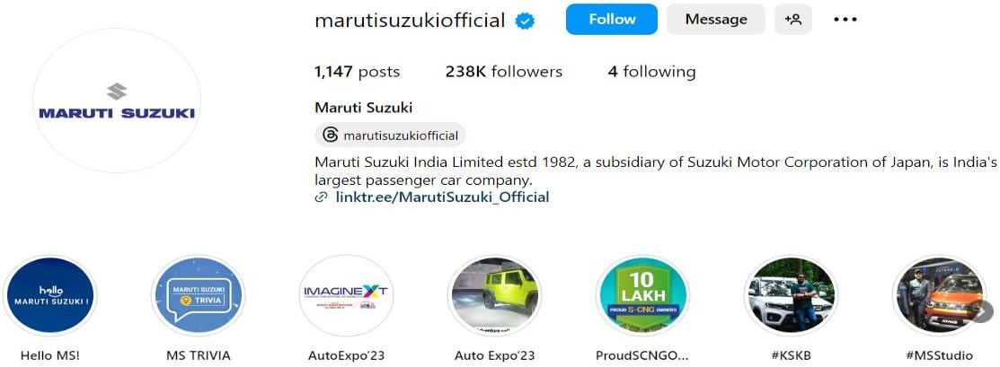 marutisuzukiofficial
Follow
Message
1,147 posts 238K followers 4 following
MARUTI SUZUKI
Maruti Suzuki
marutisuzukiofficial
Maruti Suzuki India Limited estd 1982, a subsidiary of Suzuki Motor Corporation of Japan, is India's
largest passenger car company.
linktr.ee/MarutiSuzuki_Official
hello
MARUTI SUZUKI !
MARUTI SUZUKI
TRIVIA
IMAGINEXT
10
LAKH
PROUD S-CNG OWNERS
Hello MS!
MS TRIVIA
AutoExpo'23
Auto Expo'23
ProudSCNGO...
#KSKB
#MSStudio